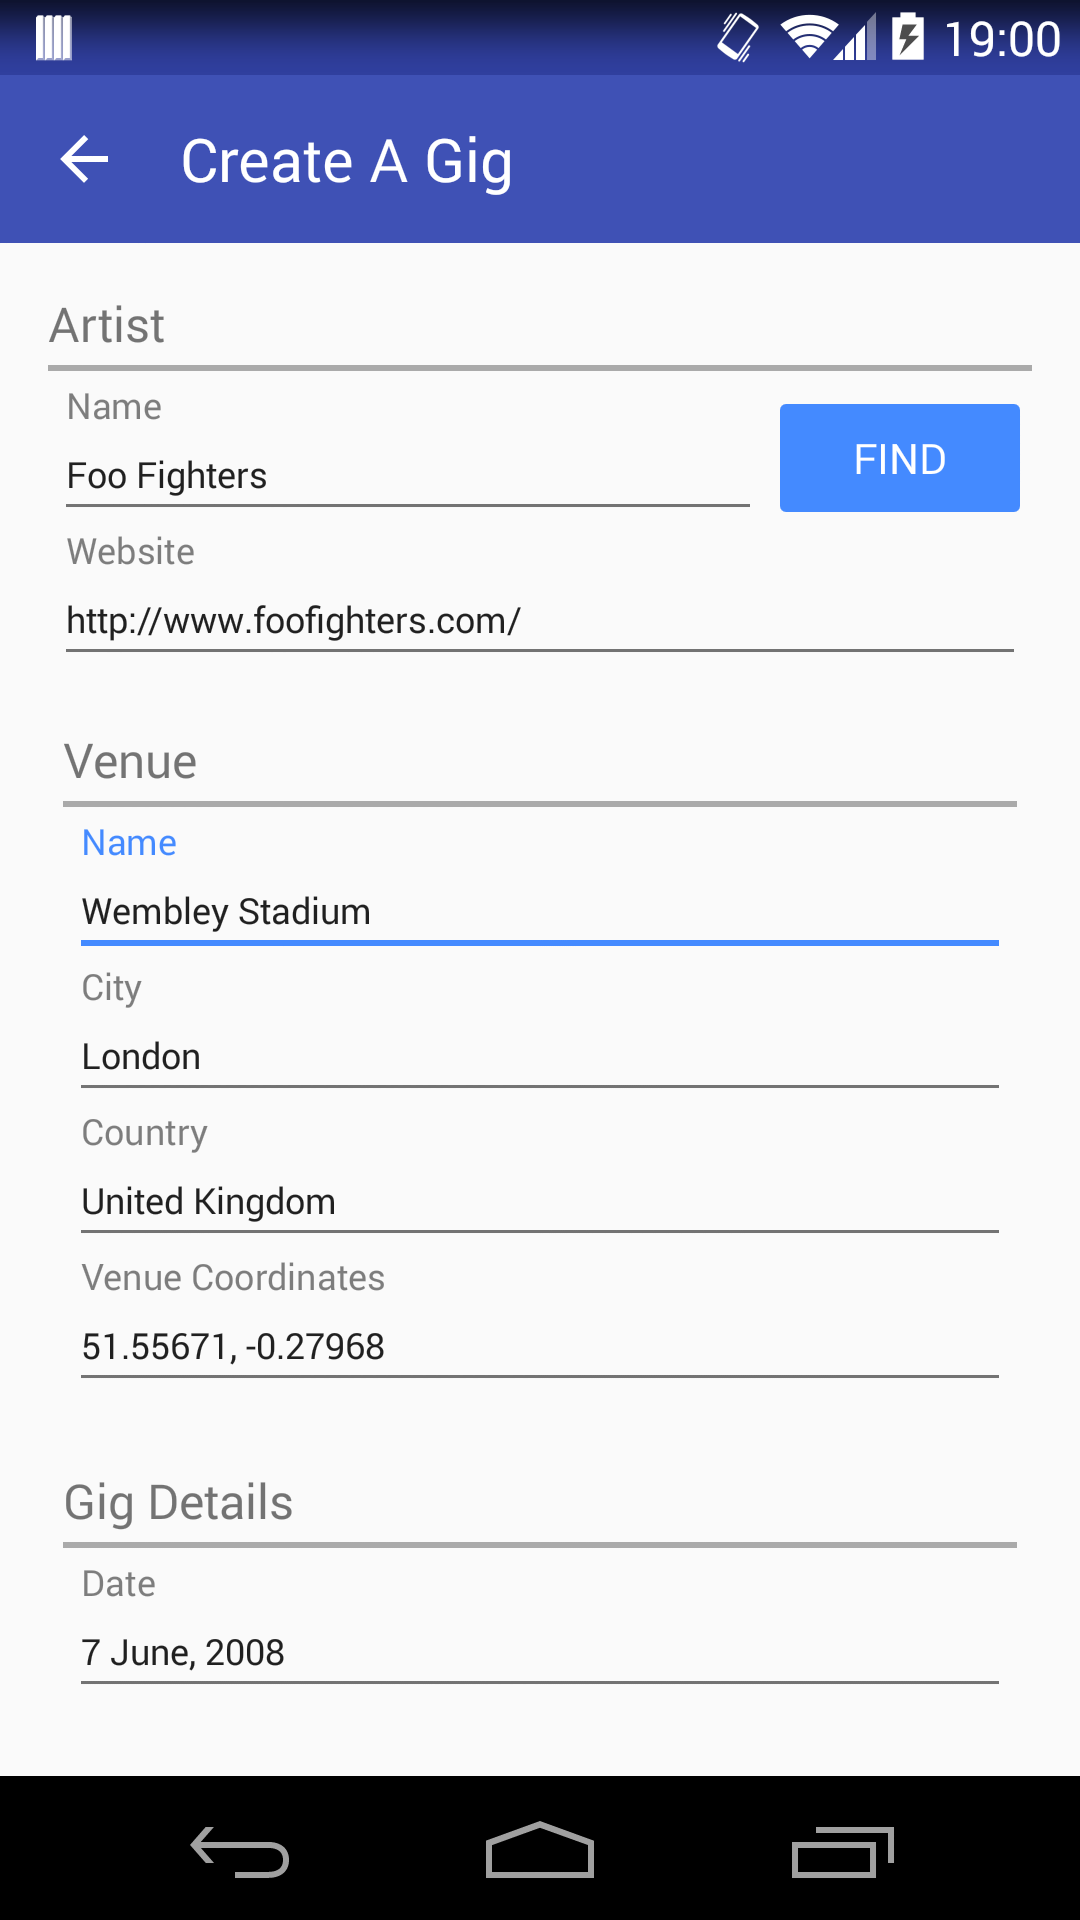 19:00
Create A Gig
Artist
Name
Foo Fighters
FIND
Website
http://www.foofighters.com/
Venue
Name
Wembley Stadium
City
London
Country
United Kingdom
Venue Coordinates
51.55671, -0.27968
Gig Details
Date
7 June, 2008